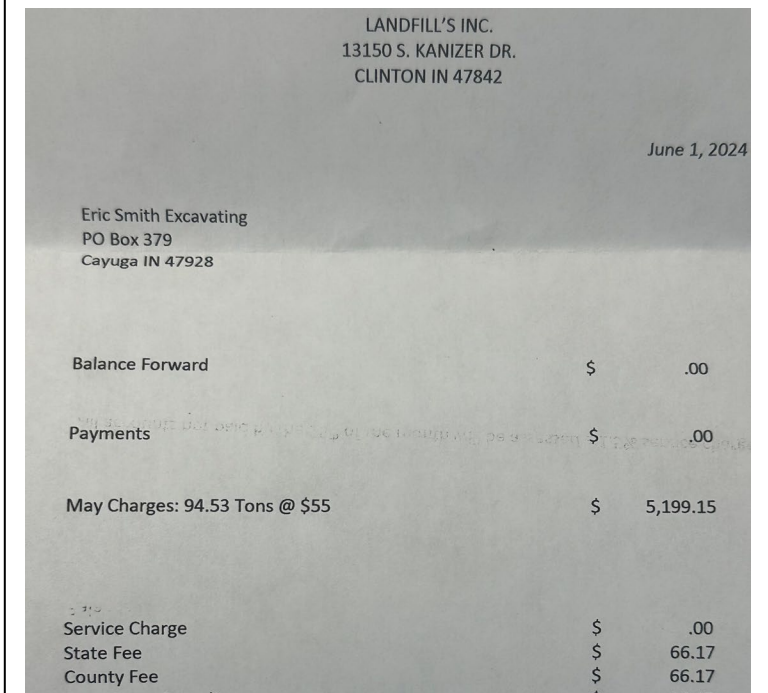 LANDFILL'S INC.
13150 S. KANIZER DR.
CLINTON IN 47842
June 1, 2024
Eric Smith Excavating
PO Box 379
Cayuga IN 47928
Balance Forward $ .00
Payments $ .00
May Charges: 94.53 Tons @ $55 $ 5,199.15
Service Charge $ .00
State Fee $ 66.17
County Fee $ 66.17